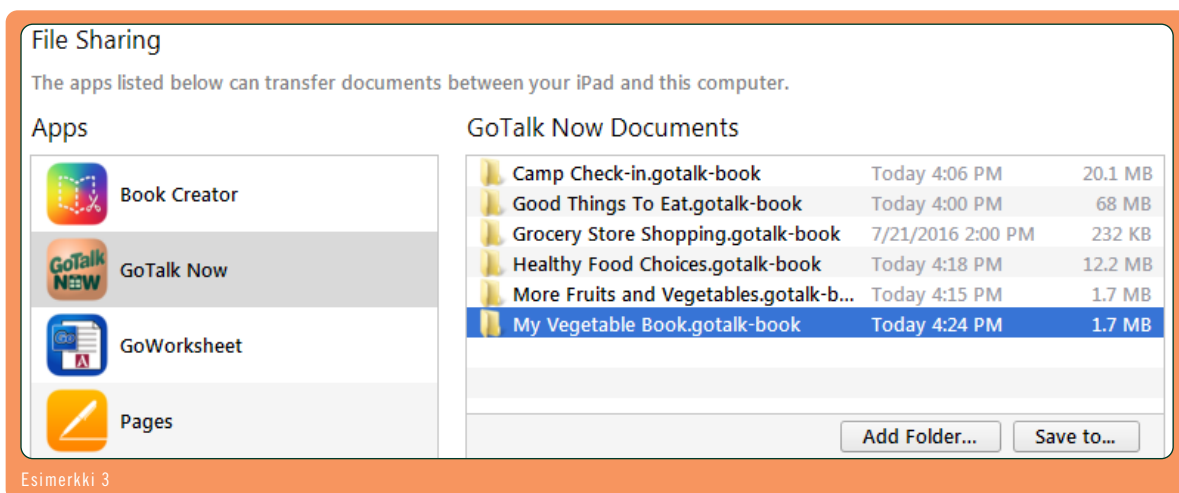 File Sharing
The apps listed below can transfer documents between your iPad and this computer.
Apps
Book Creator
GoTalk NOW
GoTalk Now
Go
A
GoWorksheet
Pages
GoTalk Now Documents
Camp Check-in.gotalk-book Today 4:06 PM 20.1 MB
Good Things To Eat.gotalk-book Today 4:00 PM 68 MB
Grocery Store Shopping.gotalk-book 7/21/2016 2:00 PM 232 KB
Healthy Food Choices.gotalk-book Today 4:18 PM 12.2 MB
More Fruits and Vegetables.gotalk-b... Today 4:15 PM 1.7 MB
My Vegetable Book.gotalk-book Today 4:24 PM 1.7 MB
Add Folder... Save to...
Esimerkki 3